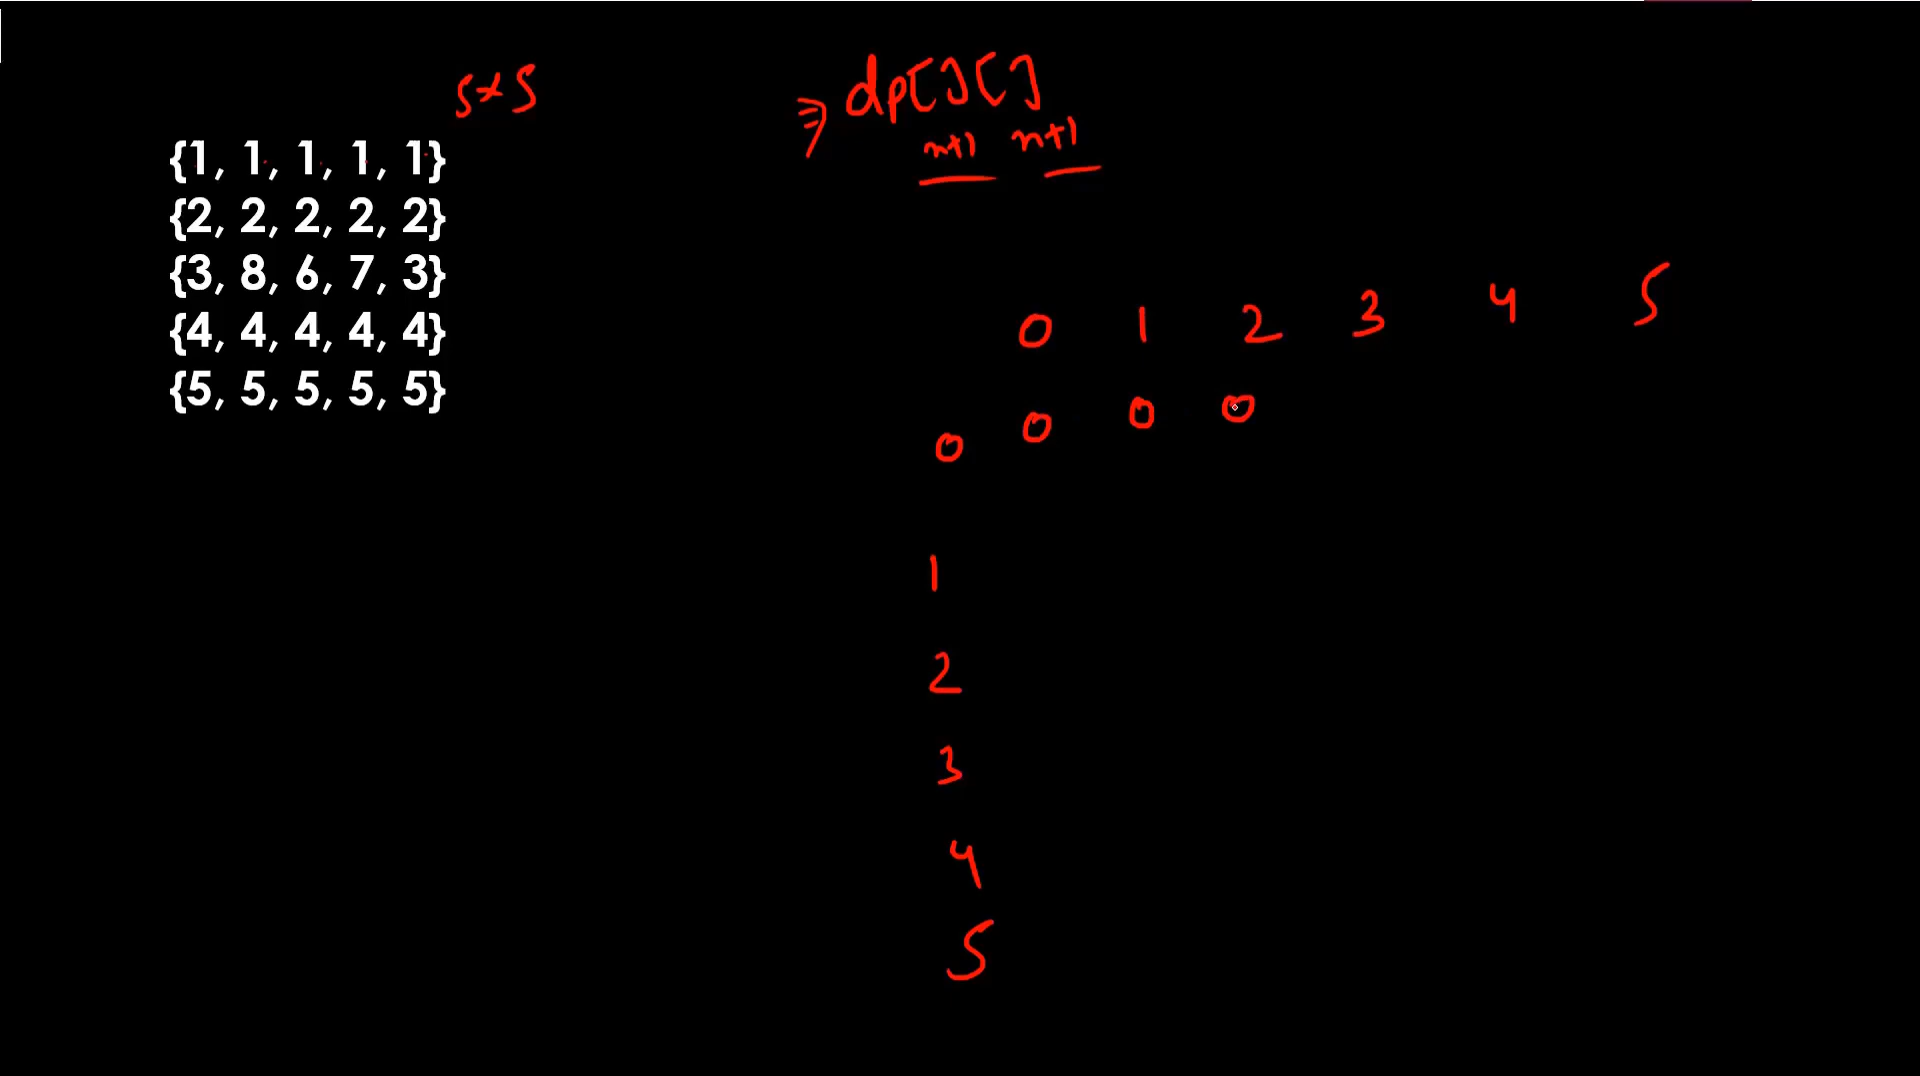 5×5
⇒ dp[][]
n+1 n+1
{1, 1, 1, 1, 1}
{2, 2, 2, 2, 2}
{3, 8, 6, 7, 3}
{4, 4, 4, 4, 4}
{5, 5, 5, 5, 5}
0 1 2 3 4 5
0 0 0 0
1
2
3
4
5